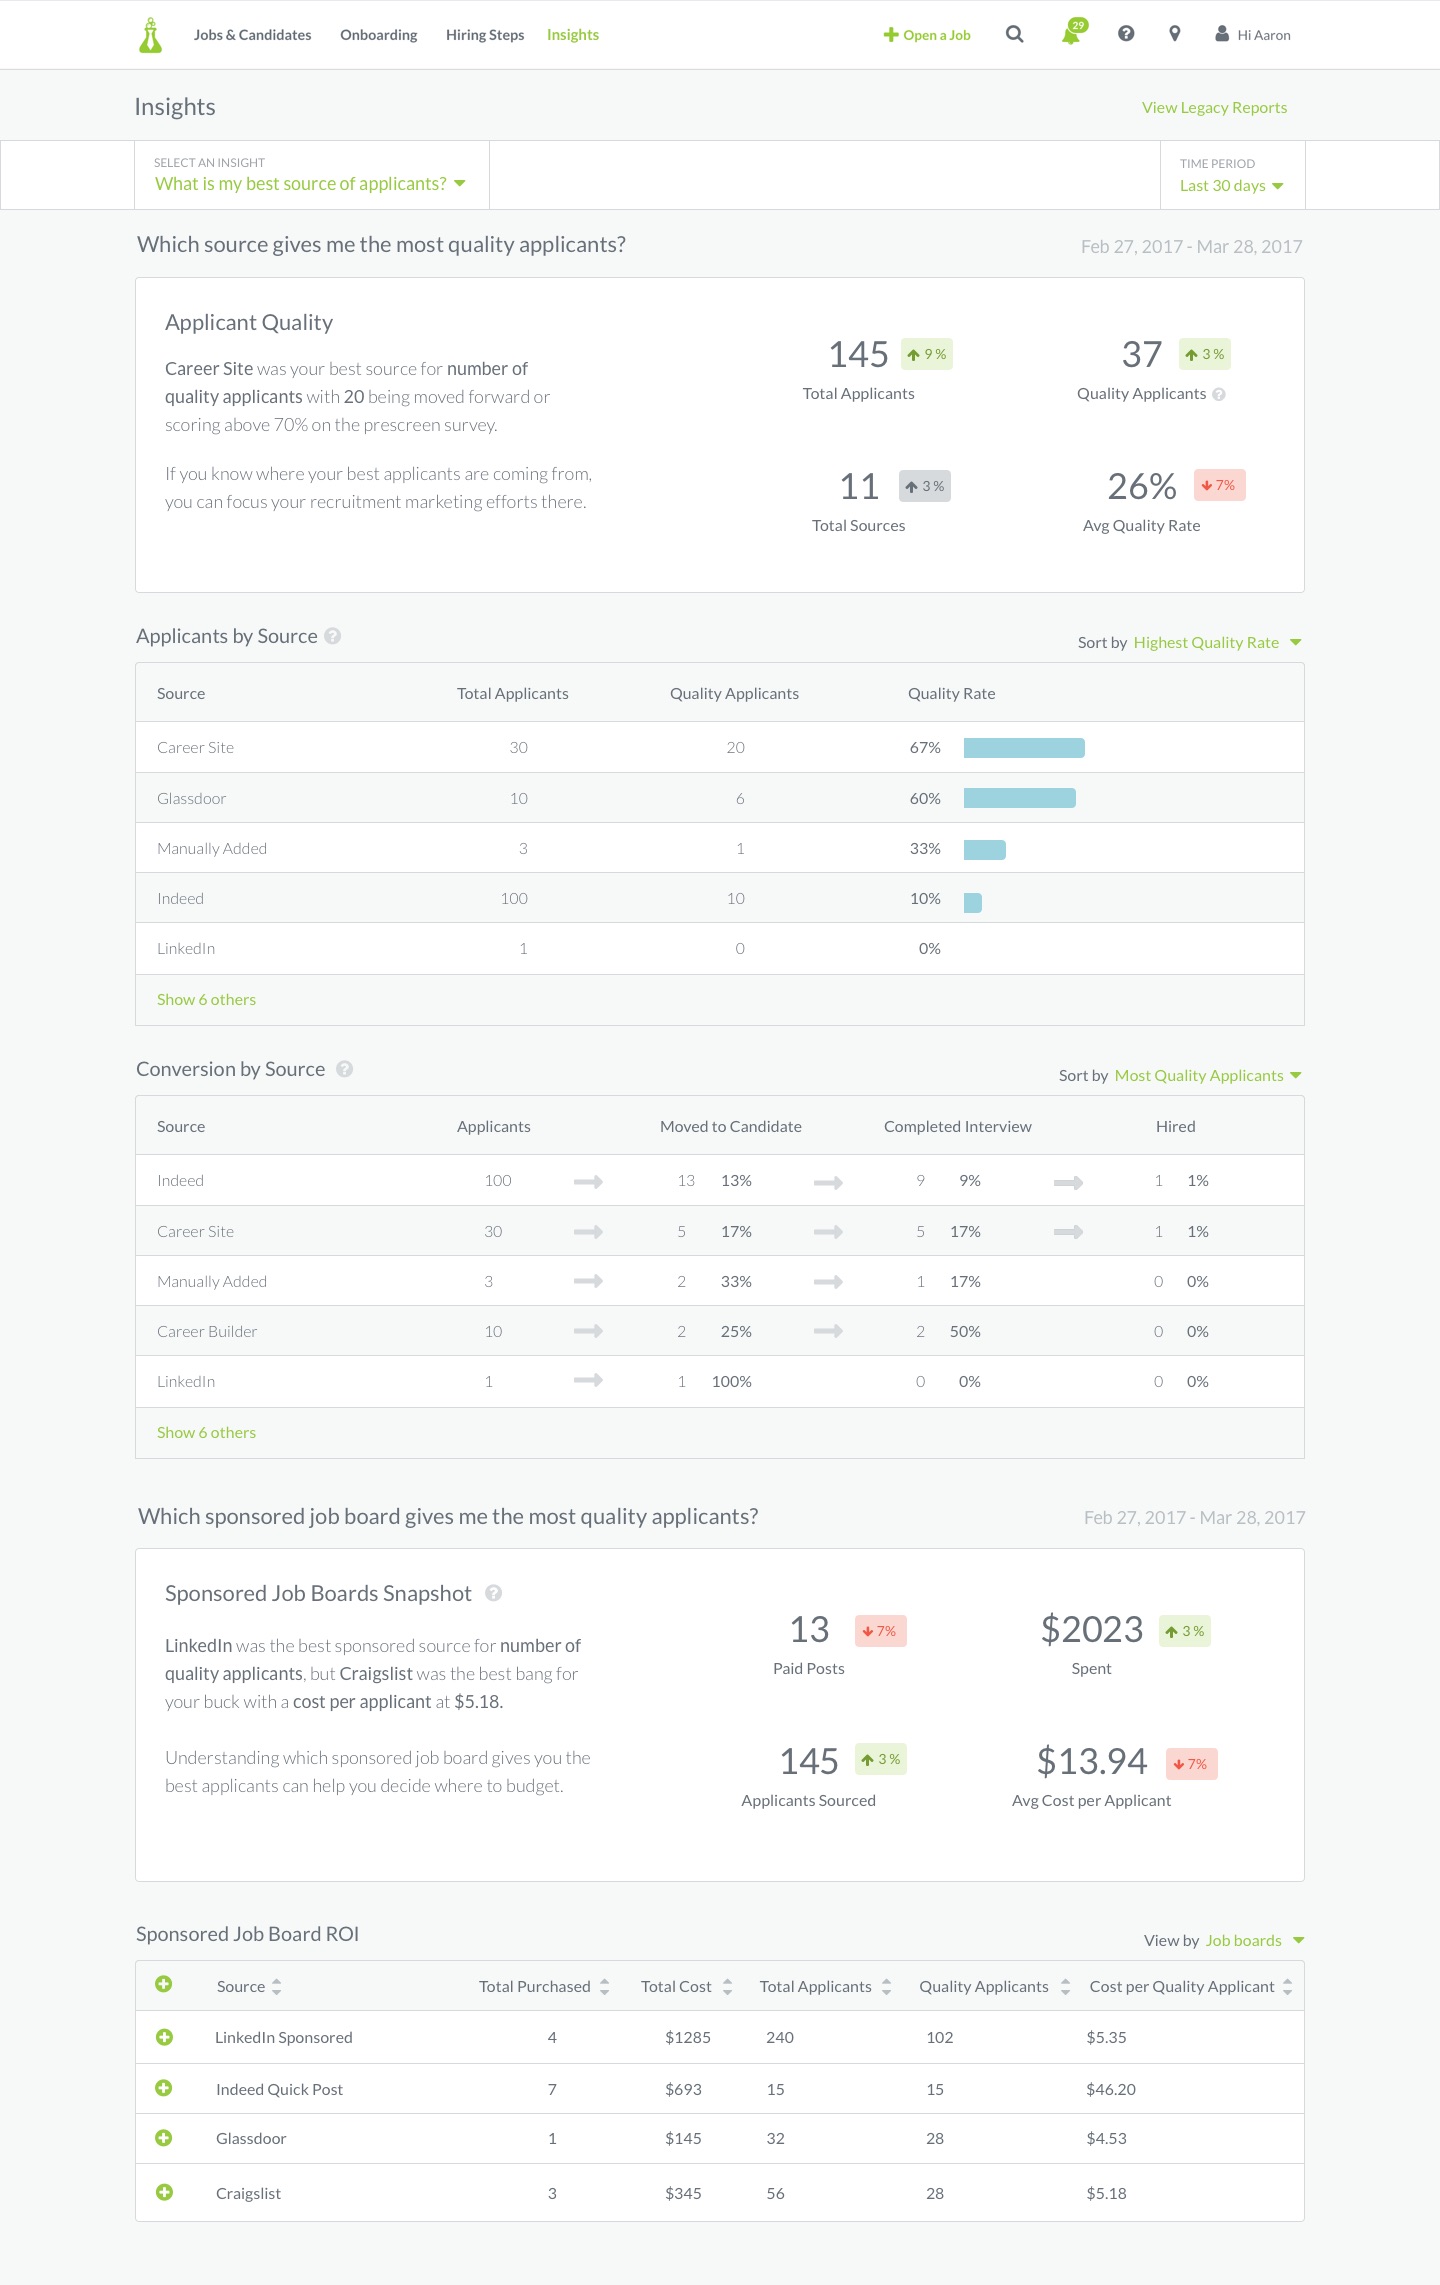 Jobs & Candidates Onboarding Hiring Steps Insights Open a Job 29 Hi Aaron
Insights View Legacy Reports
SELECT AN INSIGHT TIME PERIOD
What is my best source of applicants? Last 30 days
Which source gives me the most quality applicants? Feb 27, 2017 - Mar 28, 2017
Applicant Quality
Career Site was your best source for number of
quality applicants with 20 being moved forward or
scoring above 70% on the prescreen survey.
If you know where your best applicants are coming from,
you can focus your recruitment marketing efforts there.
145 9 % 37 3 %
Total Applicants Quality Applicants ?
11 3 % 26% 7%
Total Sources Avg Quality Rate
Applicants by Source ? Sort by Highest Quality Rate
Source Total Applicants Quality Applicants Quality Rate
Career Site 30 20 67%
Glassdoor 10 6 60%
Manually Added 3 1 33%
Indeed 100 10 10%
LinkedIn 1 0 0%
Show 6 others
Conversion by Source ? Sort by Most Quality Applicants
Source Applicants Moved to Candidate Completed Interview Hired
Indeed 100 13 13% 9 9% 1 1%
Career Site 30 5 17% 5 17% 1 1%
Manually Added 3 2 33% 1 17% 0 0%
Career Builder 10 2 25% 2 50% 0 0%
LinkedIn 1 1 100% 0 0% 0 0%
Show 6 others
Which sponsored job board gives me the most quality applicants? Feb 27, 2017 - Mar 28, 2017
Sponsored Job Boards Snapshot ?
LinkedIn was the best sponsored source for number of
quality applicants, but Craigslist was the best bang for
your buck with a cost per applicant at $5.18.
Understanding which sponsored job board gives you the
best applicants can help you decide where to budget.
13 7% $2023 3 %
Paid Posts Spent
145 3 % $13.94 7%
Applicants Sourced Avg Cost per Applicant
Sponsored Job Board ROI View by Job boards
Source Total Purchased Total Cost Total Applicants Quality Applicants Cost per Quality Applicant
LinkedIn Sponsored 4 $1285 240 102 $5.35
Indeed Quick Post 7 $693 15 15 $46.20
Glassdoor 1 $145 32 28 $4.53
Craigslist 3 $345 56 28 $5.18